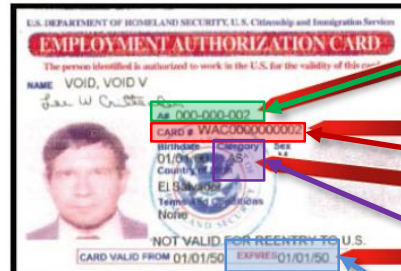 U.S. DEPARTMENT OF HOMELAND SECURITY, U.S. Citizenship and Immigration Services
EMPLOYMENT AUTHORIZATION CARD
The person identified is authorized to work in the U.S. for the validity of this card
NAME VOID, VOID V
A# 000-000-002
CARD # WAC0000000002
Birthdate Category Sex
01/01/ A5 M
Country of Birth
El Salvador
Terms and Conditions
None
NOT VALID FOR REENTRY TO U.S.
CARD VALID FROM 01/01/50 EXPIRES 01/01/50